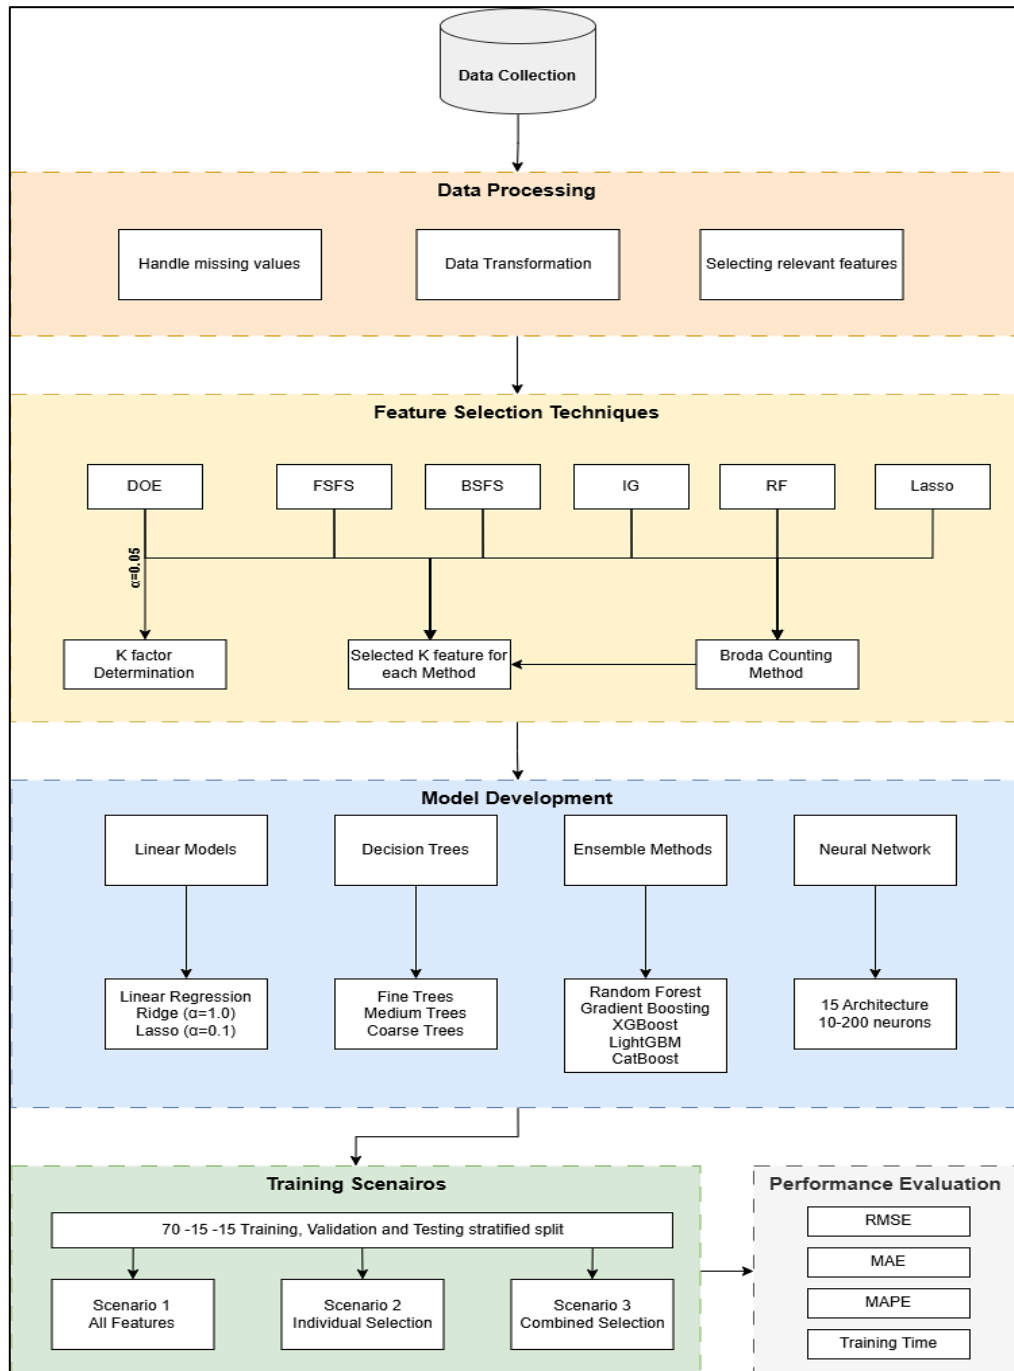 Data Collection
Data Processing
Handle missing values
Data Transformation
Selecting relevant features
Feature Selection Techniques
DOE
FSFS
BSFS
IG
RF
Lasso
α=0.05
K factor
Determination
Selected K feature for
each Method
Broda Counting
Method
Model Development
Linear Models
Decision Trees
Ensemble Methods
Neural Network
Linear Regression
Ridge (α=1.0)
Lasso (α=0.1)
Fine Trees
Medium Trees
Coarse Trees
Random Forest
Gradient Boosting
XGBoost
LightGBM
CatBoost
15 Architecture
10-200 neurons
Training Scenairos
70 -15 -15 Training, Validation and Testing stratified split
Scenario 1
All Features
Scenario 2
Individual Selection
Scenario 3
Combined Selection
Performance Evaluation
RMSE
MAE
MAPE
Training Time